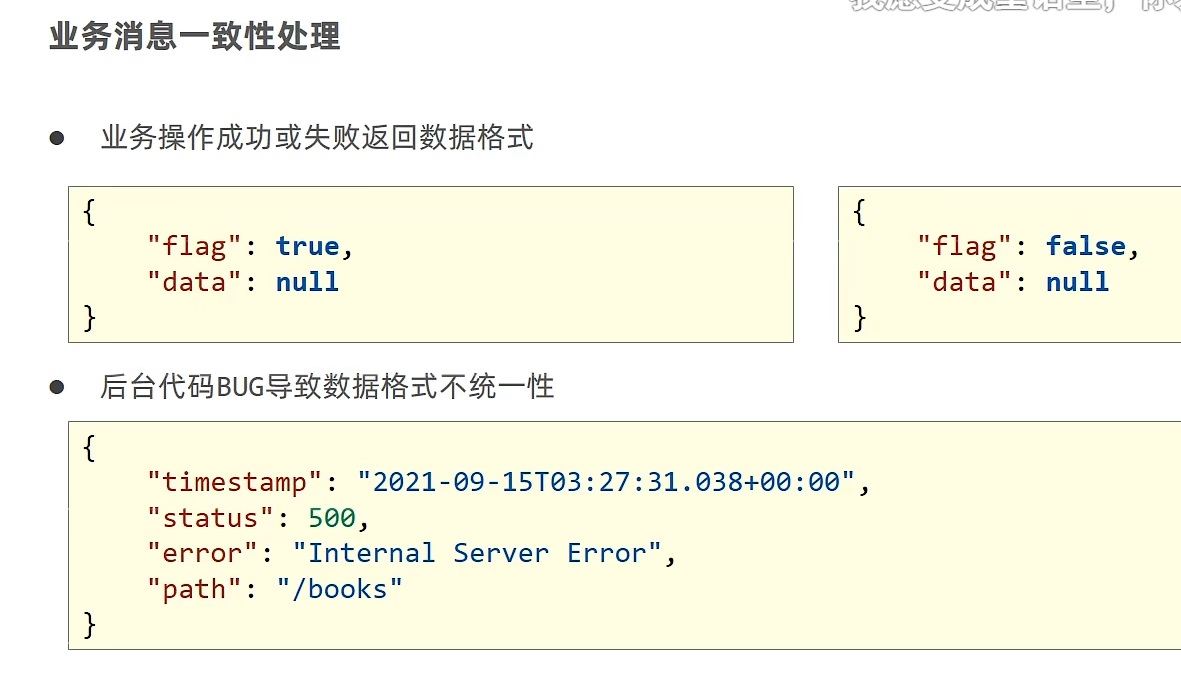 业务消息一致性处理
● 业务操作成功或失败返回数据格式
{
"flag": true,
"data": null
}
{
"flag": false,
"data": null
}
● 后台代码BUG导致数据格式不统一性
{
"timestamp": "2021-09-15T03:27:31.038+00:00",
"status": 500,
"error": "Internal Server Error",
"path": "/books"
}